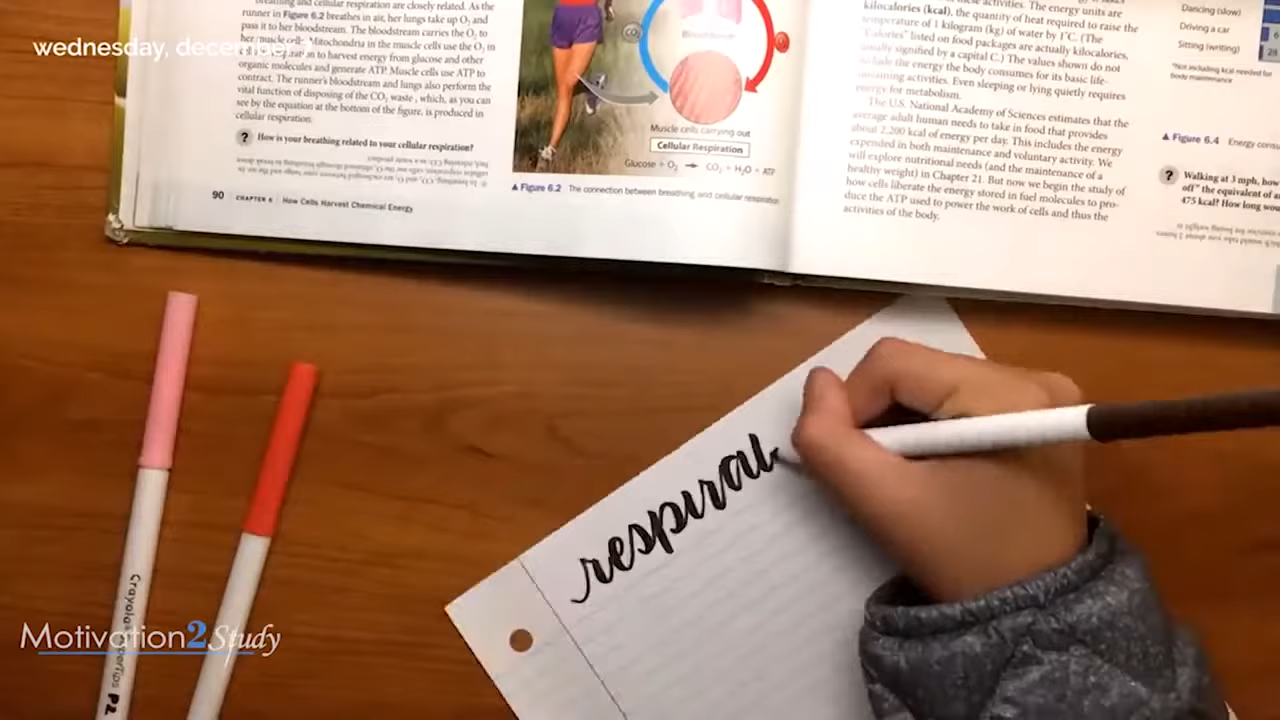 breathing and cellular respiration are closely related. As the
runner in Figure 6.2 breathes in air, her lungs take up O₂ and
pass it to her bloodstream. The bloodstream carries the O₂ to
her muscle cells. Mitochondria in the muscle cells use the O₂ in
to harvest energy from glucose and other
organic molecules and generate ATP. Muscle cells use ATP to
contract. The runner's bloodstream and lungs also perform the
vital function of disposing of the CO₂ waste, which, as you can
see by the equation at the bottom of the figure, is produced in
cellular respiration.
? How is your breathing related to your cellular respiration?
90 CHAPTER 6 How Cells Harvest Chemical Energy
CO₂
Bloodstream
Muscle cells carrying out
Cellular Respiration
Glucose + O₂ → CO₂ + H₂O + ATP
▲ Figure 6.2 The connection between breathing and cellular respiration
these activities. The energy units are
kilocalories (kcal), the quantity of heat required to raise the
temperature of 1 kilogram (kg) of water by 1°C. (The
"Calories" listed on food packages are actually kilocalories,
usually signified by a capital C.) The values shown do not
include the energy the body consumes for its basic life-
sustaining activities. Even sleeping or lying quietly requires
energy for metabolism.
The U.S. National Academy of Sciences estimates that the
average adult human needs to take in food that provides
about 2,200 kcal of energy per day. This includes the energy
expended in both maintenance and voluntary activity. We
will explore nutritional needs (and the maintenance of a
healthy weight) in Chapter 21. But now we begin the study of
how cells liberate the energy stored in fuel molecules to pro-
duce the ATP used to power the work of cells and thus the
activities of the body.
Dancing (slow)
Driving a car
Sitting (writing)
28
*Not including kcal needed for
body maintenance
▲ Figure 6.4 Energy
? Walking at 3 mph, how
off" the equivalent of
475 kcal? How long
wednesday, december
respirat
Crayola
Motivation2Study